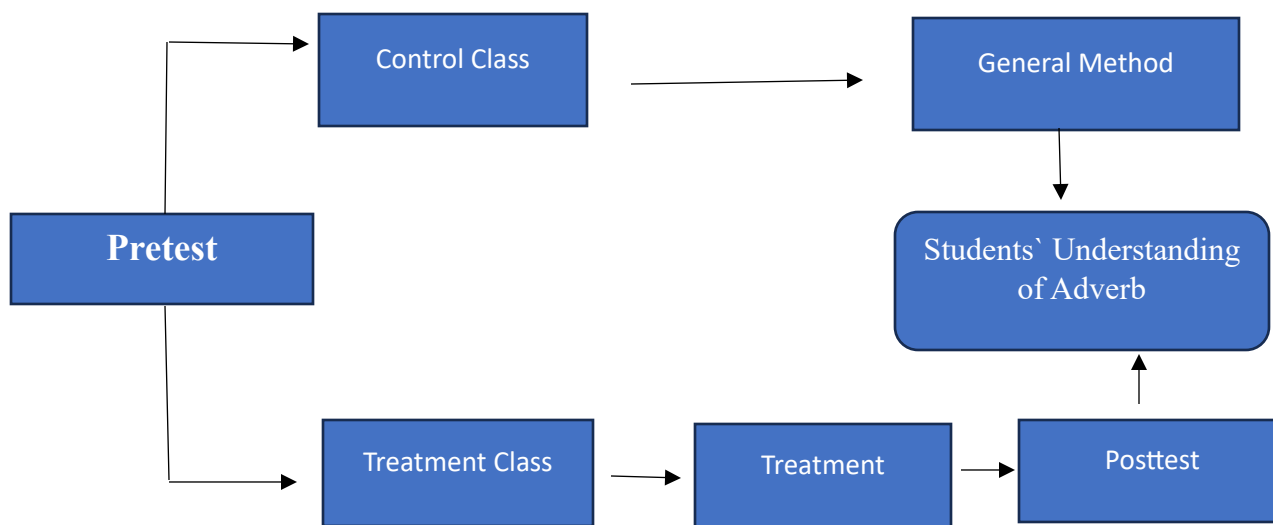 Control Class
General Method
Pretest
Students` Understanding
of Adverb
Treatment Class
Treatment
Posttest